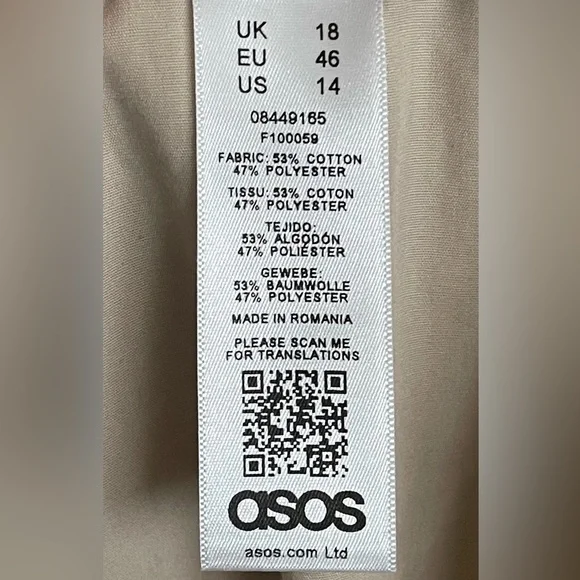 UK 18
EU 46
US 14
08449165
F100059
FABRIC: 53% COTTON
47% POLYESTER
TISSU: 53% COTON
47% POLYESTER
TEJIDO:
53% ALGODÓN
47% POLIÉSTER
GEWEBE:
53% BAUMWOLLE
47% POLYESTER
MADE IN ROMANIA
PLEASE SCAN ME
FOR TRANSLATIONS
asos
asos.com Ltd